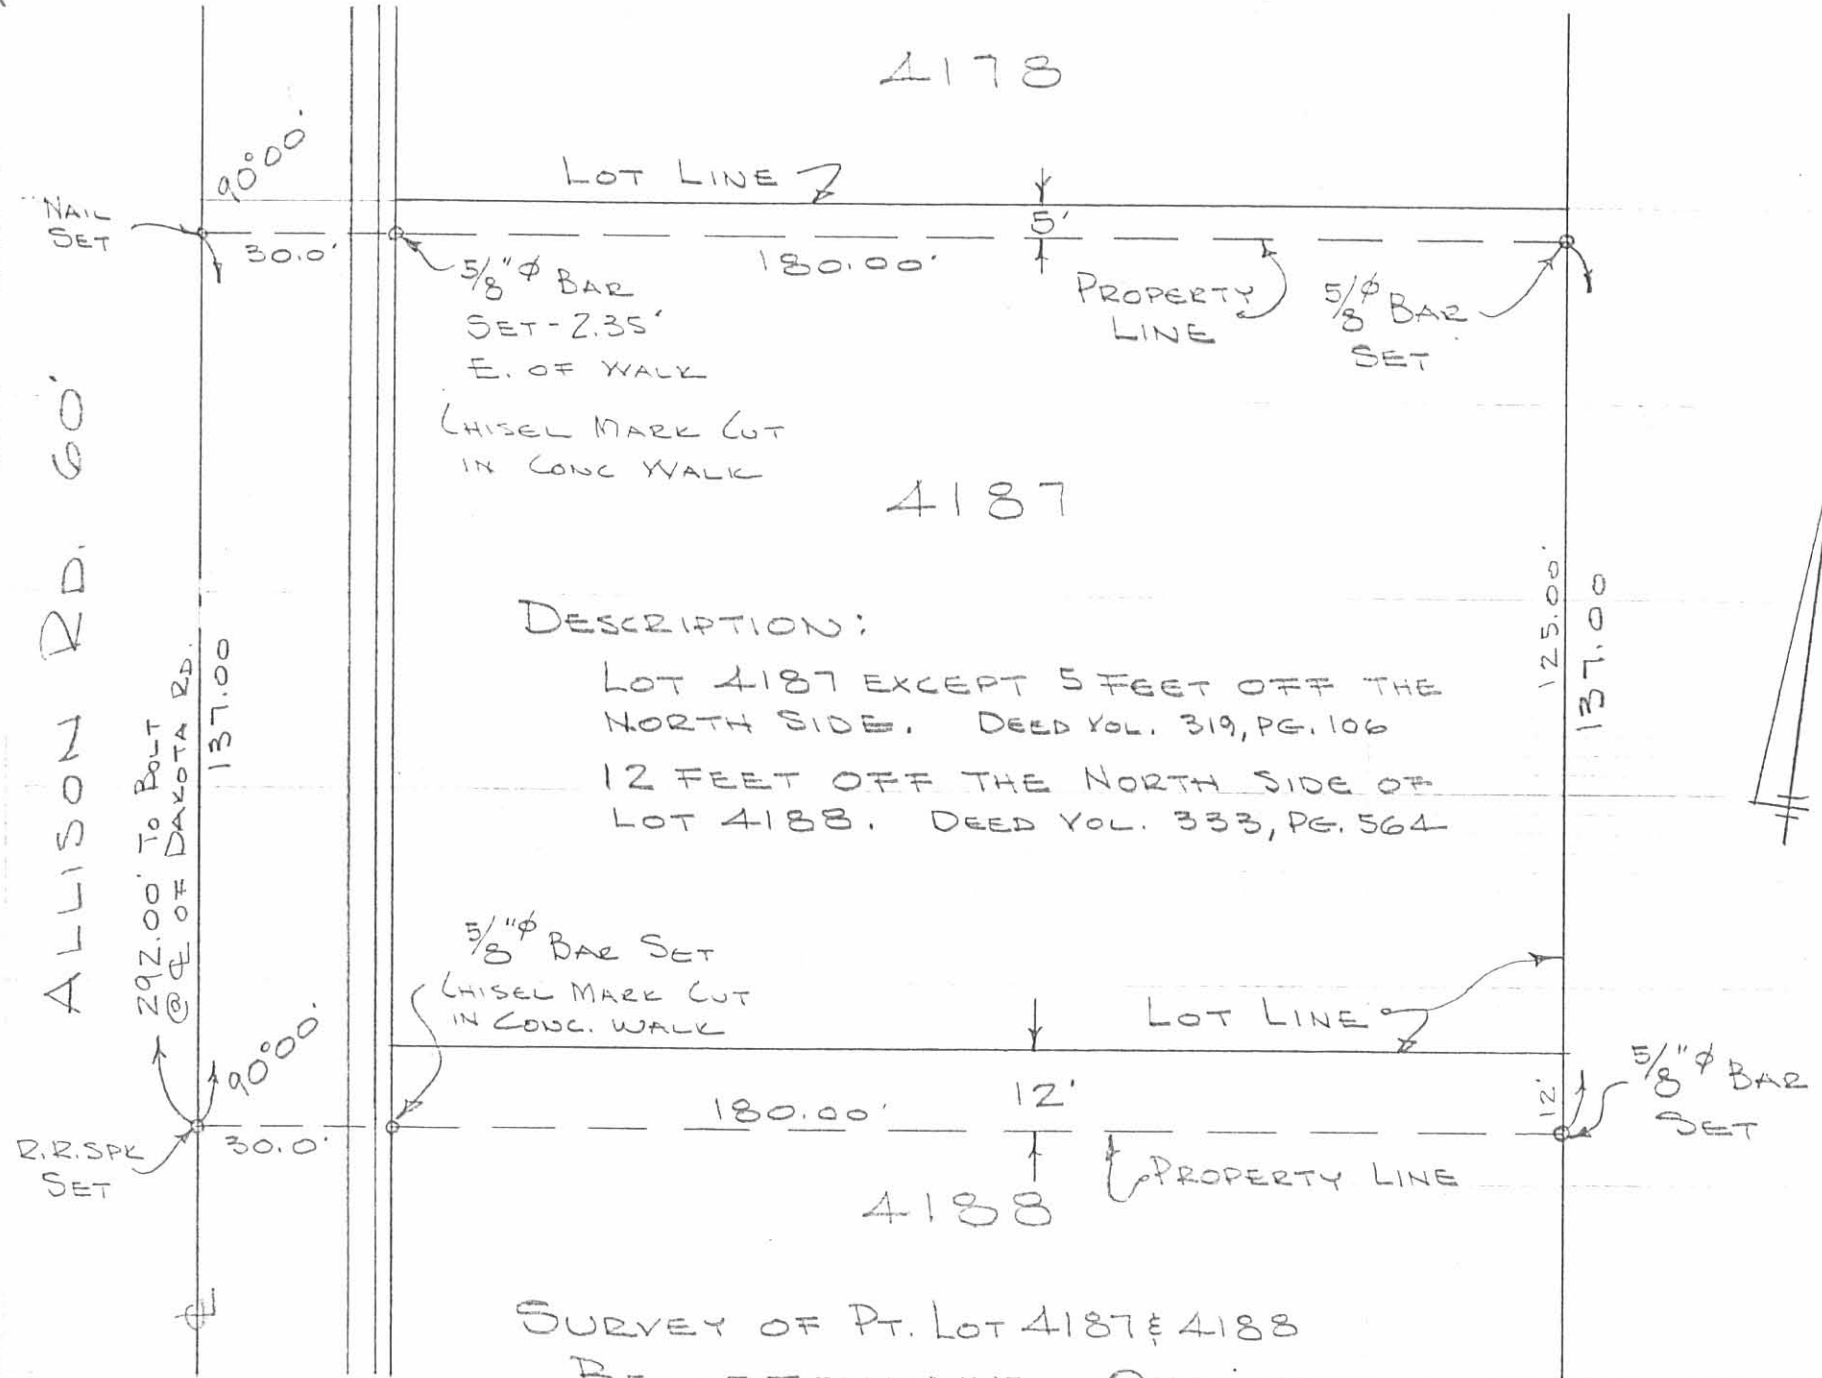 4178
90°00'
LOT LINE
NAIL
SET
30.0'
5'
180.00'
5/8"ϕ BAR
SET - 2.35'
E. OF WALK
CHISEL MARK CUT
IN CONC WALK
PROPERTY
LINE
5/8ϕ BAR
SET
ALLISON RD. 60'
4187
125.00'
137.00
DESCRIPTION:
LOT 4187 EXCEPT 5 FEET OFF THE
NORTH SIDE. DEED VOL. 319, PG. 106
12 FEET OFF THE NORTH SIDE OF
LOT 4188. DEED VOL. 333, PG. 564
137.00
292.00' TO BOLT
@ ℄ OF DAKOTA RD.
5/8"ϕ BAR SET
CHISEL MARK CUT
IN CONC. WALK
LOT LINE
90°00'
12'
180.00'
12'
5/8"ϕ BAR
SET
R.R. SPK
SET
30.0'
PROPERTY LINE
4188
℄
SURVEY OF PT. LOT 4187 & 4188